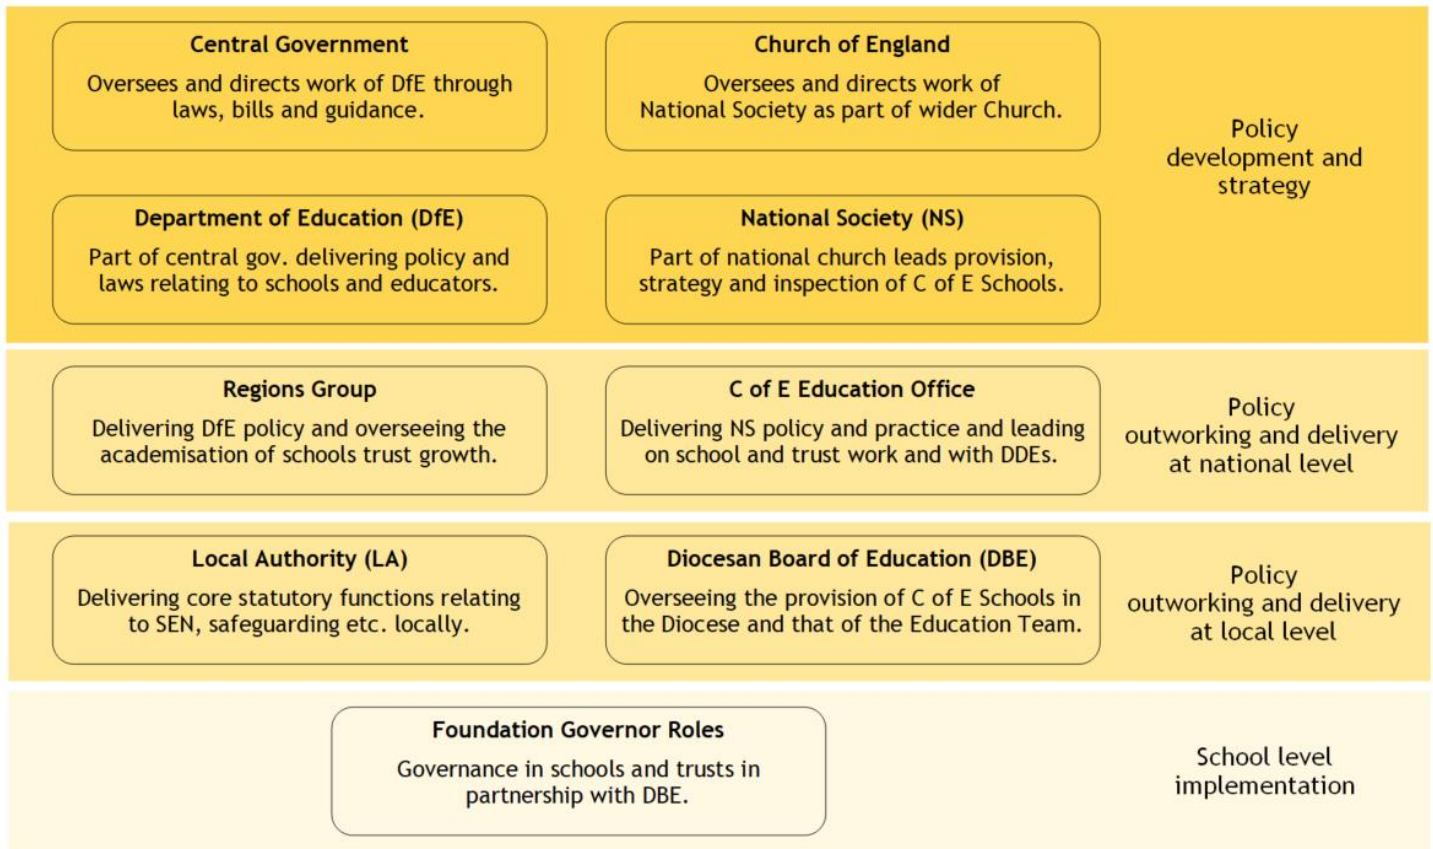 Central Government
Oversees and directs work of DfE through
laws, bills and guidance.
Church of England
Oversees and directs work of
National Society as part of wider Church.
Department of Education (DfE)
Part of central gov. delivering policy and
laws relating to schools and educators.
National Society (NS)
Part of national church leads provision,
strategy and inspection of C of E Schools.
Policy
development and
strategy
Regions Group
Delivering DfE policy and overseeing the
academisation of schools trust growth.
C of E Education Office
Delivering NS policy and practice and leading
on school and trust work and with DDEs.
Policy
outworking and delivery
at national level
Local Authority (LA)
Delivering core statutory functions relating
to SEN, safeguarding etc. locally.
Diocesan Board of Education (DBE)
Overseeing the provision of C of E Schools in
the Diocese and that of the Education Team.
Policy
outworking and delivery
at local level
Foundation Governor Roles
Governance in schools and trusts in
partnership with DBE.
School level
implementation